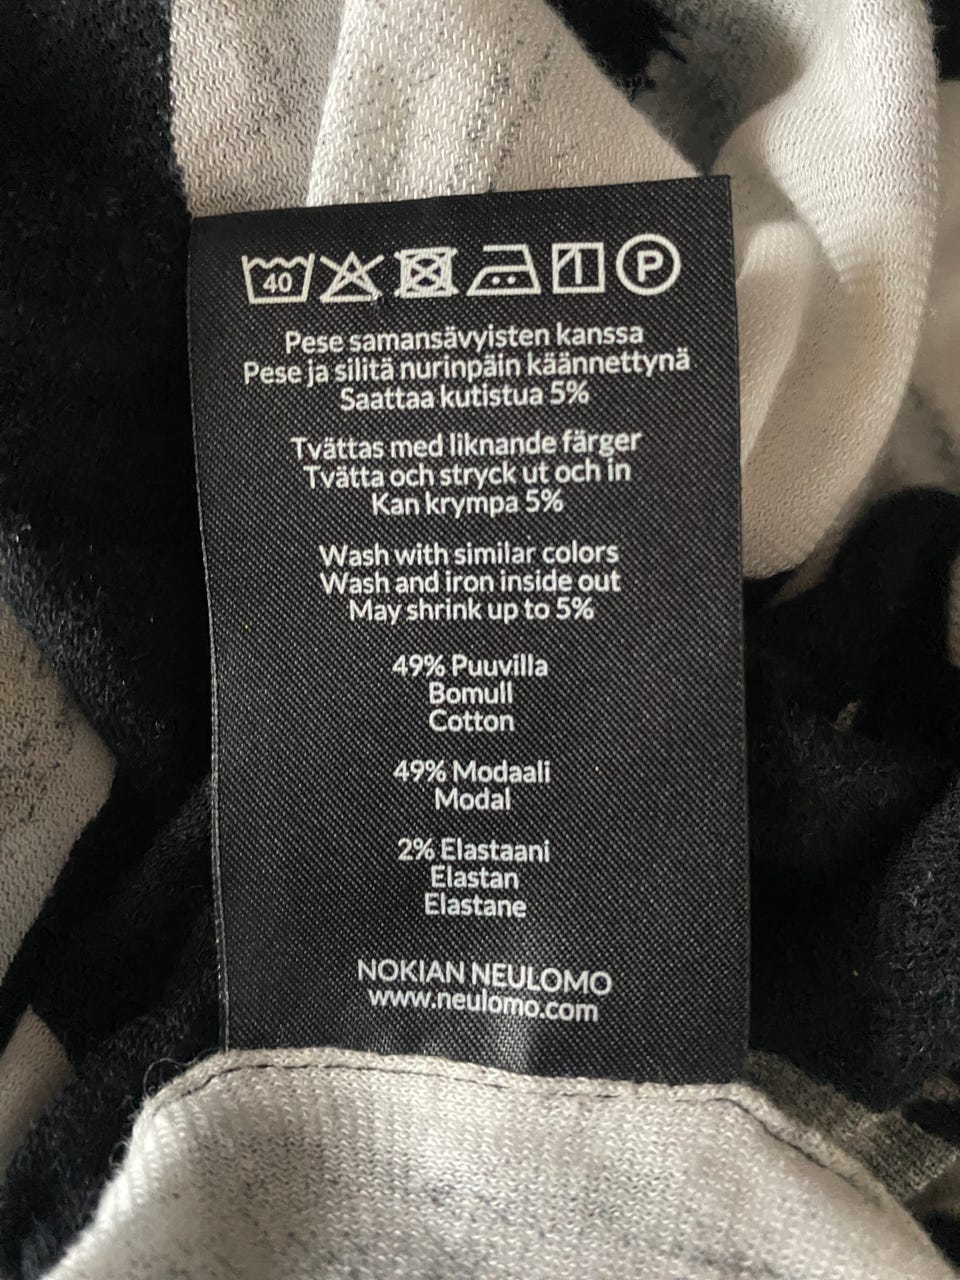 40 P
Pese samansävyisten kanssa
Pese ja silitä nurinpäin käännettynä
Saattaa kutistua 5%
Tvättas med liknande färger
Tvätta och stryck ut och in
Kan krympa 5%
Wash with similar colors
Wash and iron inside out
May shrink up to 5%
49% Puuvilla
Bomull
Cotton
49% Modaali
Modal
2% Elastaani
Elastan
Elastane
NOKIAN NEULOMO
www.neulomo.com